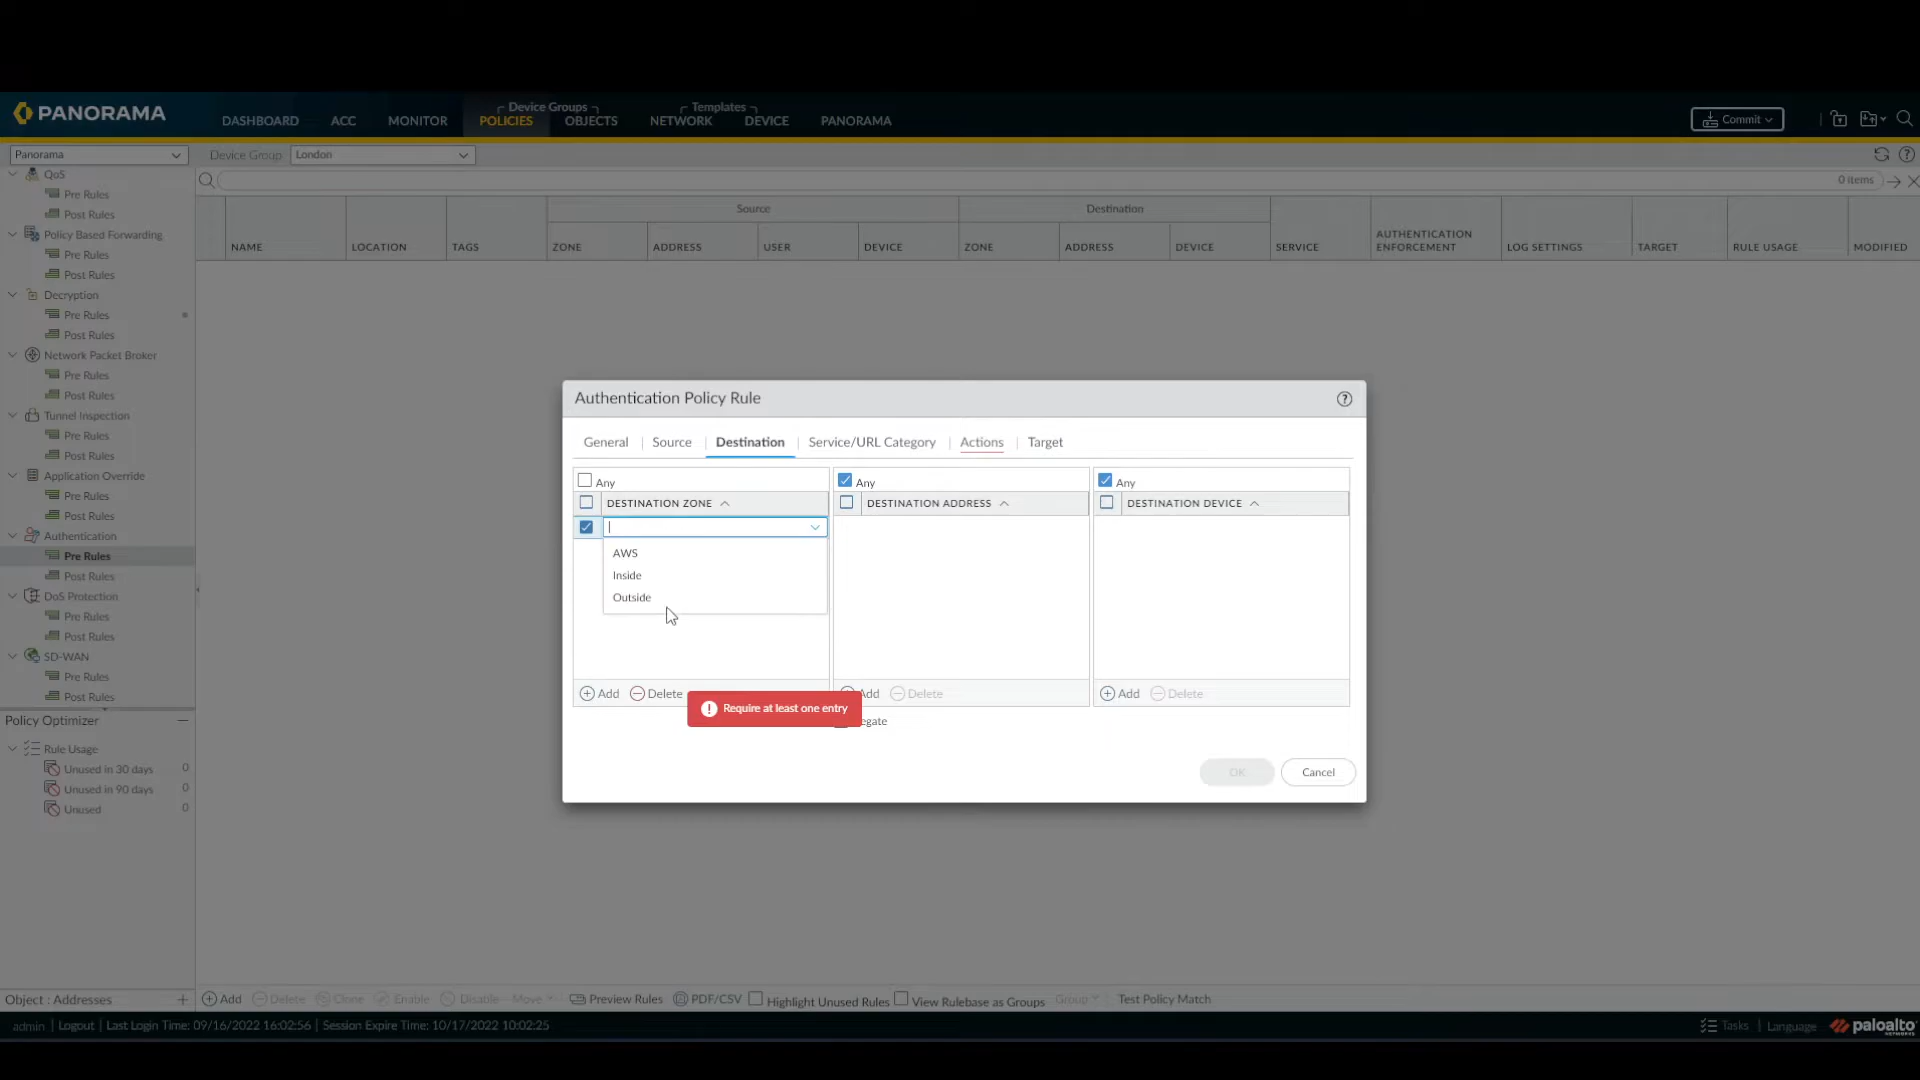 PANORAMA
DASHBOARD
ACC
MONITOR
Device Groups
POLICIES
OBJECTS
Templates
NETWORK
DEVICE
PANORAMA
Commit
Panorama
Device Group
London
QoS
Pre Rules
Post Rules
Policy Based Forwarding
Pre Rules
Post Rules
Decryption
Pre Rules
Post Rules
Network Packet Broker
Pre Rules
Post Rules
Tunnel Inspection
Pre Rules
Post Rules
Application Override
Pre Rules
Post Rules
Authentication
Pre Rules
Post Rules
DoS Protection
Pre Rules
Post Rules
SD-WAN
Pre Rules
Post Rules
Policy Optimizer
Rule Usage
Unused in 30 days 0
Unused in 90 days 0
Unused 0
Object : Addresses
0 items
Source
Destination
NAME
LOCATION
TAGS
ZONE
ADDRESS
USER
DEVICE
ZONE
ADDRESS
DEVICE
SERVICE
AUTHENTICATION
ENFORCEMENT
LOG SETTINGS
TARGET
RULE USAGE
MODIFIED
Authentication Policy Rule
General
Source
Destination
Service/URL Category
Actions
Target
Any
DESTINATION ZONE
AWS
Inside
Outside
Add
Delete
Any
DESTINATION ADDRESS
Add
Delete
egate
Any
DESTINATION DEVICE
Add
Delete
Require at least one entry
OK
Cancel
Add
Delete
Clone
Enable
Disable
Move
Preview Rules
PDF/CSV
Highlight Unused Rules
View Rulebase as Groups
Group
Test Policy Match
admin | Logout | Last Login Time: 09/16/2022 16:02:56 | Session Expire Time: 10/17/2022 10:02:25
Tasks | Language
paloalto
NETWORKS